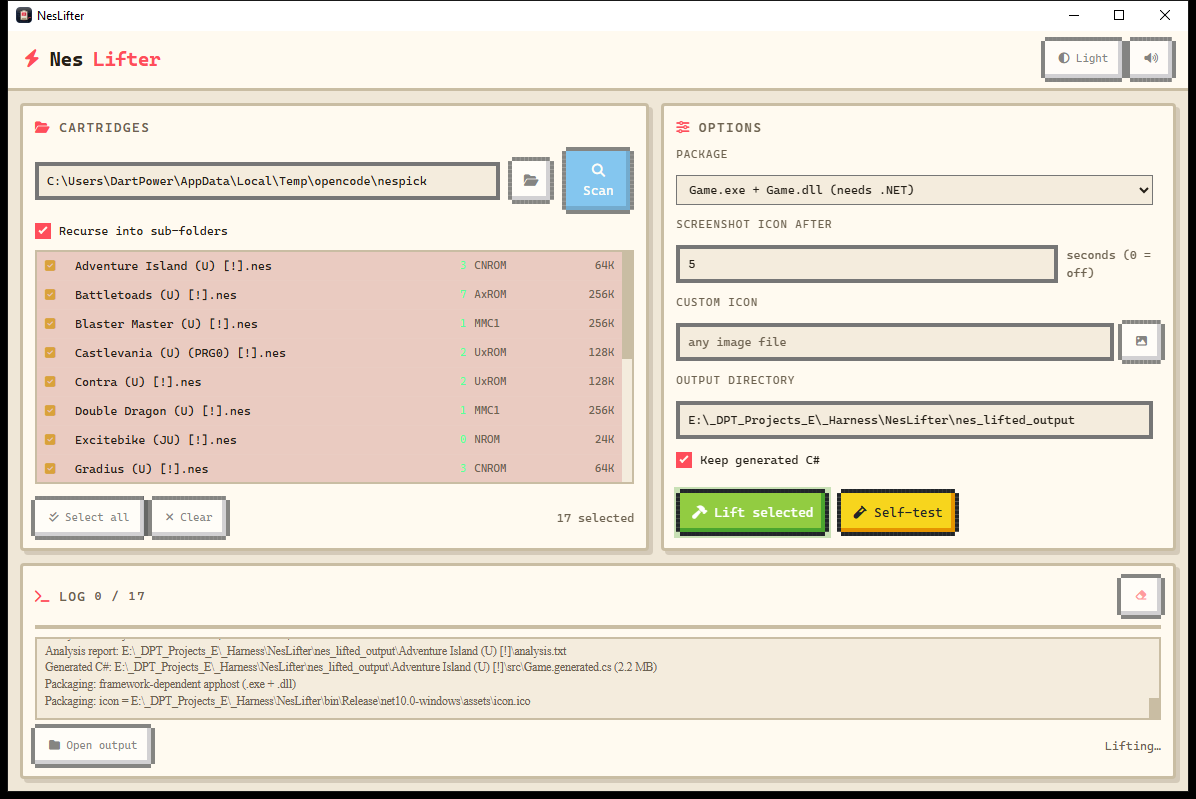 NesLifter
Nes Lifter
Light
CARTRIDGES
C:\Users\DartPower\AppData\Local\Temp\opencode\nespick
Scan
Recurse into sub-folders
Adventure Island (U) [!].nes 3 CNROM 64K
Battletoads (U) [!].nes 7 AxROM 256K
Blaster Master (U) [!].nes 1 MMC1 256K
Castlevania (U) (PRG0) [!].nes 2 UxROM 128K
Contra (U) [!].nes 2 UxROM 128K
Double Dragon (U) [!].nes 1 MMC1 256K
Excitebike (JU) [!].nes 0 NROM 24K
Gradius (U) [!].nes 3 CNROM 64K
Select all
Clear
17 selected
OPTIONS
PACKAGE
Game.exe + Game.dll (needs .NET)
SCREENSHOT ICON AFTER
5
seconds (0 =
off)
CUSTOM ICON
any image file
OUTPUT DIRECTORY
E:\_DPT_Projects_E\_Harness\NesLifter\nes_lifted_output
Keep generated C#
Lift selected
Self-test
LOG 0 / 17
Analysis report: E:\_DPT_Projects_E\_Harness\NesLifter\nes_lifted_output\Adventure Island (U) [!]\analysis.txt
Generated C#: E:\_DPT_Projects_E\_Harness\NesLifter\nes_lifted_output\Adventure Island (U) [!]\src\Game.generated.cs (2.2 MB)
Packaging: framework-dependent apphost (.exe + .dll)
Packaging: icon = E:\_DPT_Projects_E\_Harness\NesLifter\bin\Release\net10.0-windows\assets\icon.ico
Open output
Lifting…